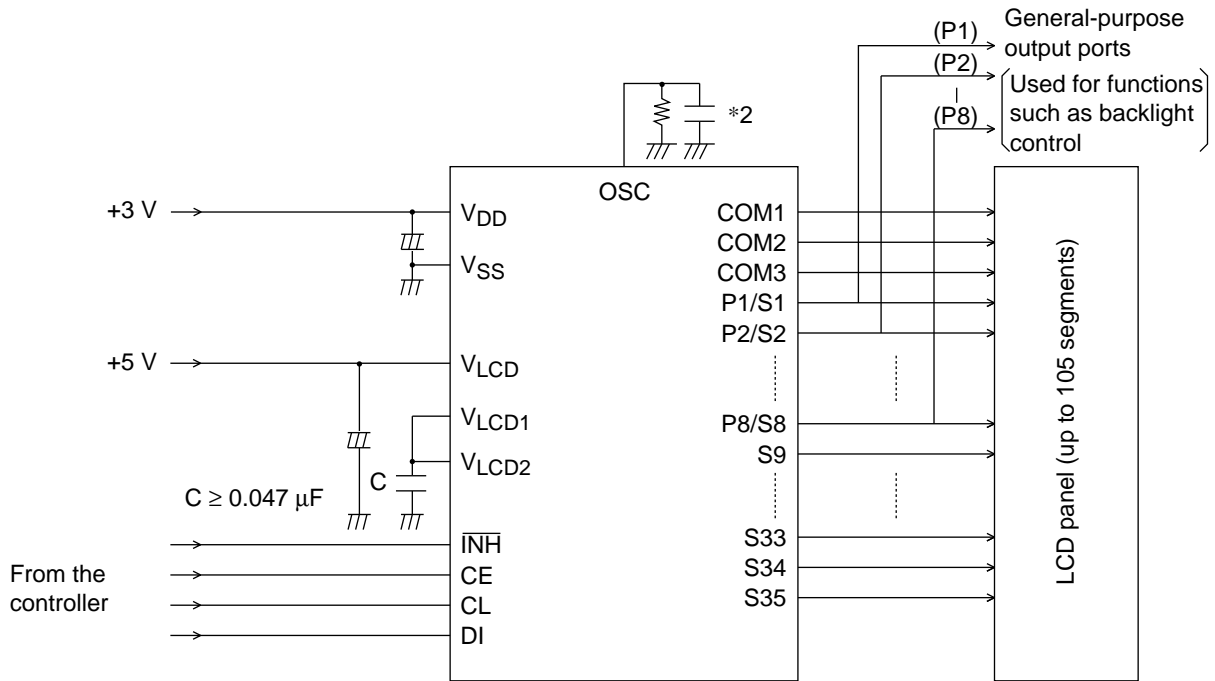 (P1)
General-purpose
output ports
(P2)
(P8)
Used for functions
such as backlight
control
*2
OSC
+3 V
VDD
VSS
+5 V
VLCD
VLCD1
VLCD2
C
C ≥ 0.047 μF
From the
controller
INH
CE
CL
DI
COM1
COM2
COM3
P1/S1
P2/S2
P8/S8
S9
S33
S34
S35
LCD panel (up to 105 segments)